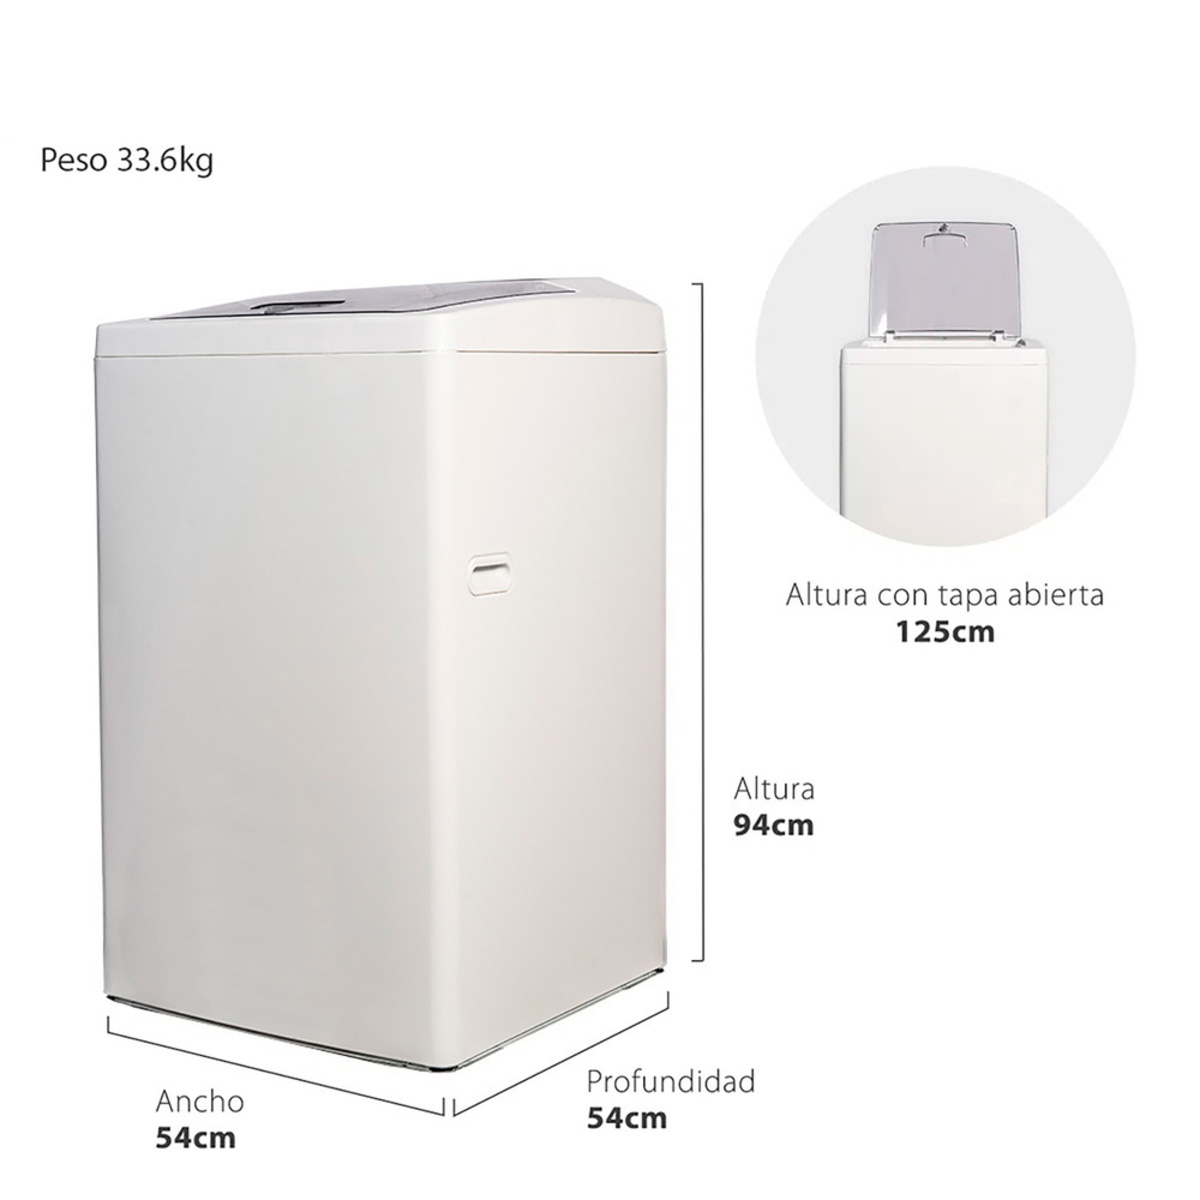 Peso 33.6kg
Altura con tapa abierta
125cm
Altura
94cm
Profundidad
54cm
Ancho
54cm